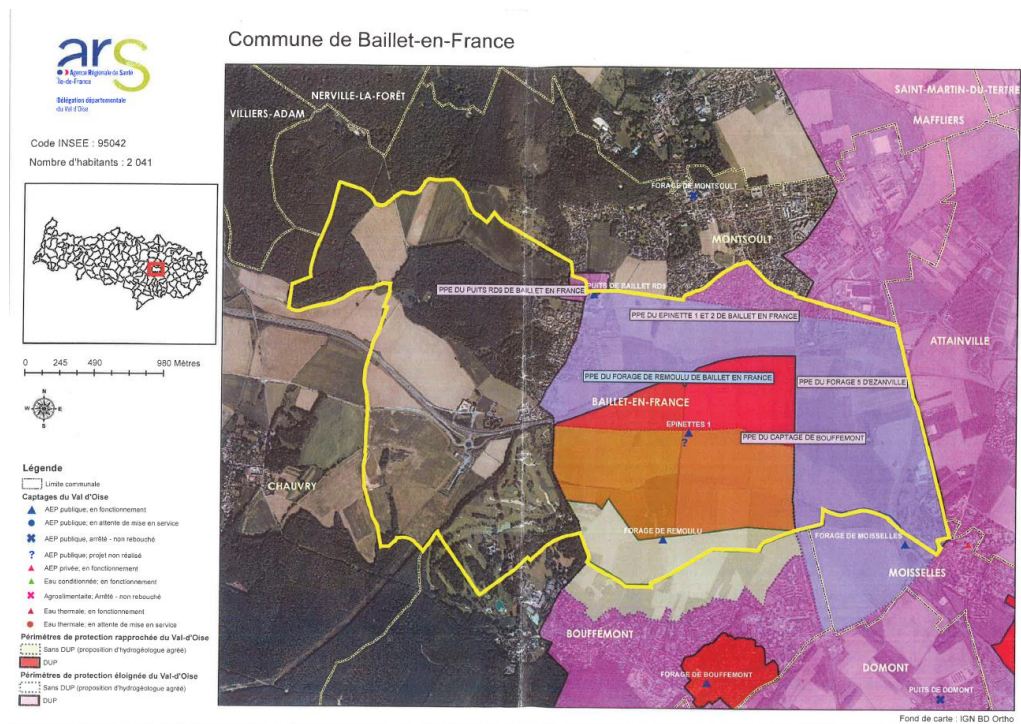 Commune de Baillet-en-France
ars
Agence Régionale de Santé
Île-de-France
Délégation départementale
du Val d'Oise
Code INSEE : 95042
Nombre d'habitants : 2 041
0 245 490 980 Mètres
N
W E
S
Légende
Limite communale
Captages du Val d'Oise
AEP publique; en fonctionnement
AEP publique; en attente de mise en service
AEP publique, arrêté - non rebouché
? AEP publique; projet non réalisé
AEP privée; en fonctionnement
Eau conditionnée; en fonctionnement
Agroalimentaite; Arrêté - non rebouché
Eau thermale; en fonctionnement
Eau thermale; en attente de mise en service
Périmètres de protection rapprochée du Val-d'Oise
Sans DUP (proposition d'hydrogéologue agréé)
DUP
Périmètres de protection éloignée du Val-d'Oise
Sans DUP (proposition d'hydrogéologue agréé)
DUP
NERVILLE-LA-FORÊT
VILLIERS-ADAM
SAINT-MARTIN-DU-TERTRE
MAFFLIERS
FORAGE DE MONTSOULT
MONTSOULT
PPE DU PUITS RD9 DE BAILLET EN FRANCE
PUITS DE BAILLET RD9
PPE DU EPINETTE 1 ET 2 DE BAILLET EN FRANCE
ATTAINVILLE
PPE DU FORAGE DE REMOULU DE BAILLET EN FRANCE
PPE DU FORAGE 5 D'EZANVILLE
BAILLET-EN-FRANCE
EPINETTES 1
?
PPE DU CAPTAGE DE BOUFFEMONT
CHAUVRY
FORAGE DE REMOULU
FORAGE DE MOISSELLES
MOISSELLES
BOUFFÉMONT
DOMONT
FORAGE DE BOUFFEMONT
PUITS DE DOMONT
Fond de carte : IGN BD Ortho